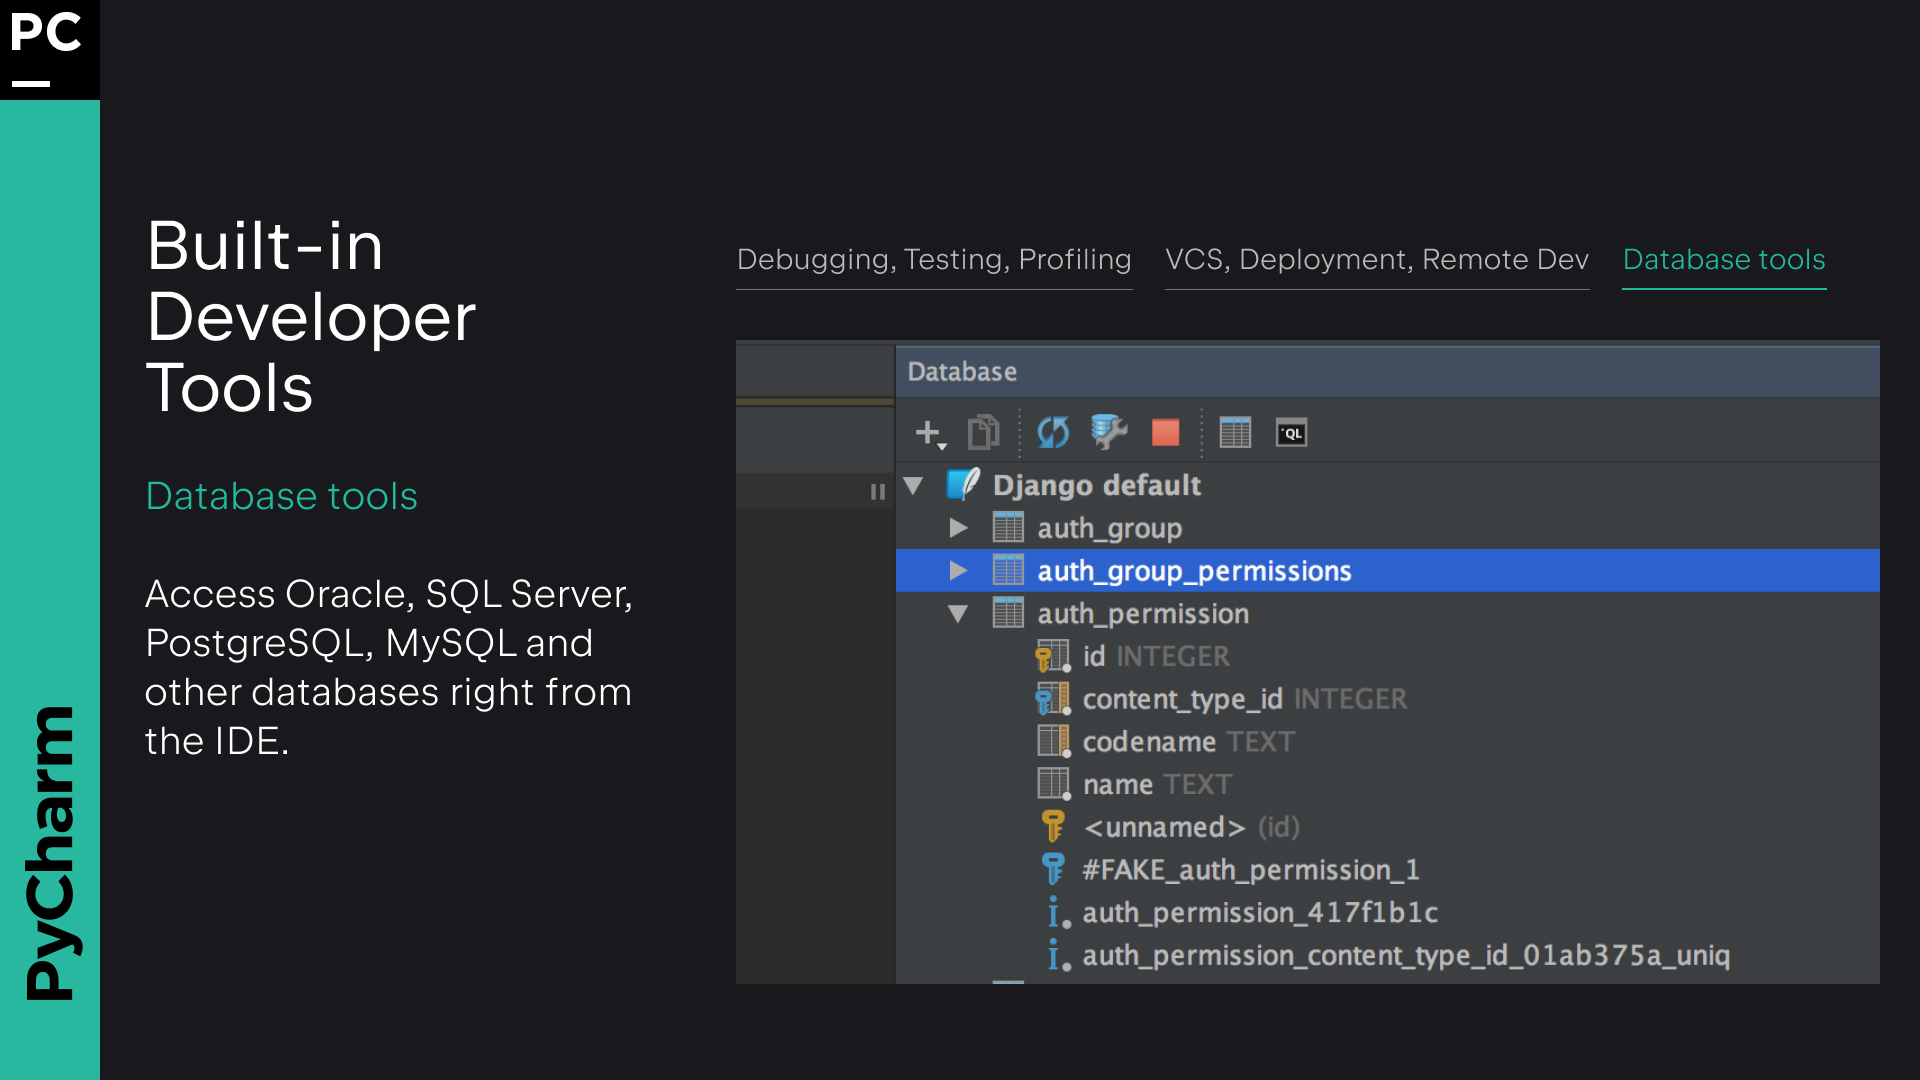 PC
PyCharm
Built-in
Developer
Tools
Database tools
Access Oracle, SQL Server,
PostgreSQL, MySQL and
other databases right from
the IDE.
Debugging, Testing, Profiling
VCS, Deployment, Remote Dev
Database tools
Database
QL
Django default
auth_group
auth_group_permissions
auth_permission
id INTEGER
content_type_id INTEGER
codename TEXT
name TEXT
<unnamed> (id)
#FAKE_auth_permission_1
auth_permission_417f1b1c
auth_permission_content_type_id_01ab375a_uniq